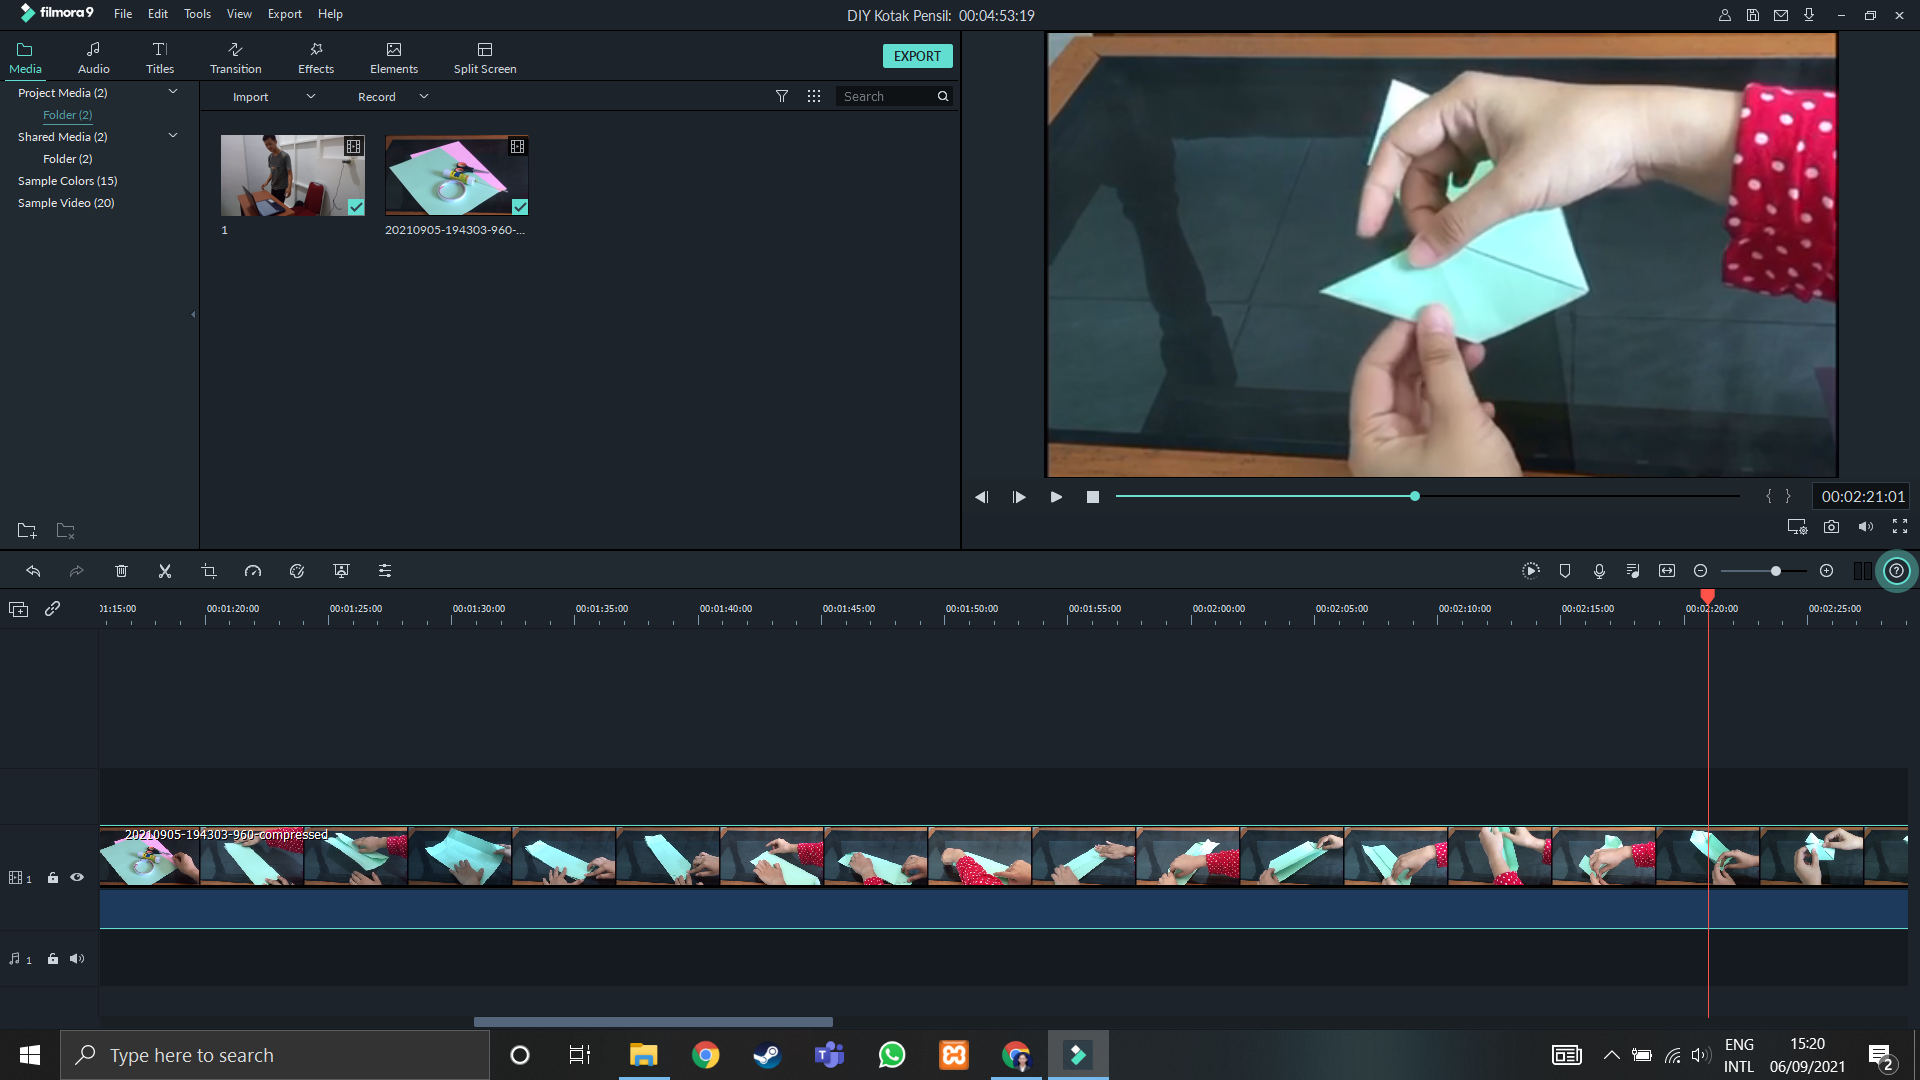 filmora9 File Edit Tools View Export Help DIY Kotak Pensil: 00:04:53:19
Media Audio Titles Transition Effects Elements Split Screen EXPORT
Project Media (2)
Folder (2)
Shared Media (2)
Folder (2)
Sample Colors (15)
Sample Video (20)
Import Record Search
1 20210905-194303-960-...
{ } 00:02:21:01
00:01:20:00 00:01:25:00 00:01:30:00 00:01:35:00 00:01:40:00 00:01:45:00 00:01:50:00 00:01:55:00 00:02:00:00 00:02:05:00 00:02:10:00 00:02:15:00 00:02:20:00 00:02:25:00
20210905-194303-960-compressed
1
1
Type here to search
ENG
INTL
15:20
06/09/2021
2